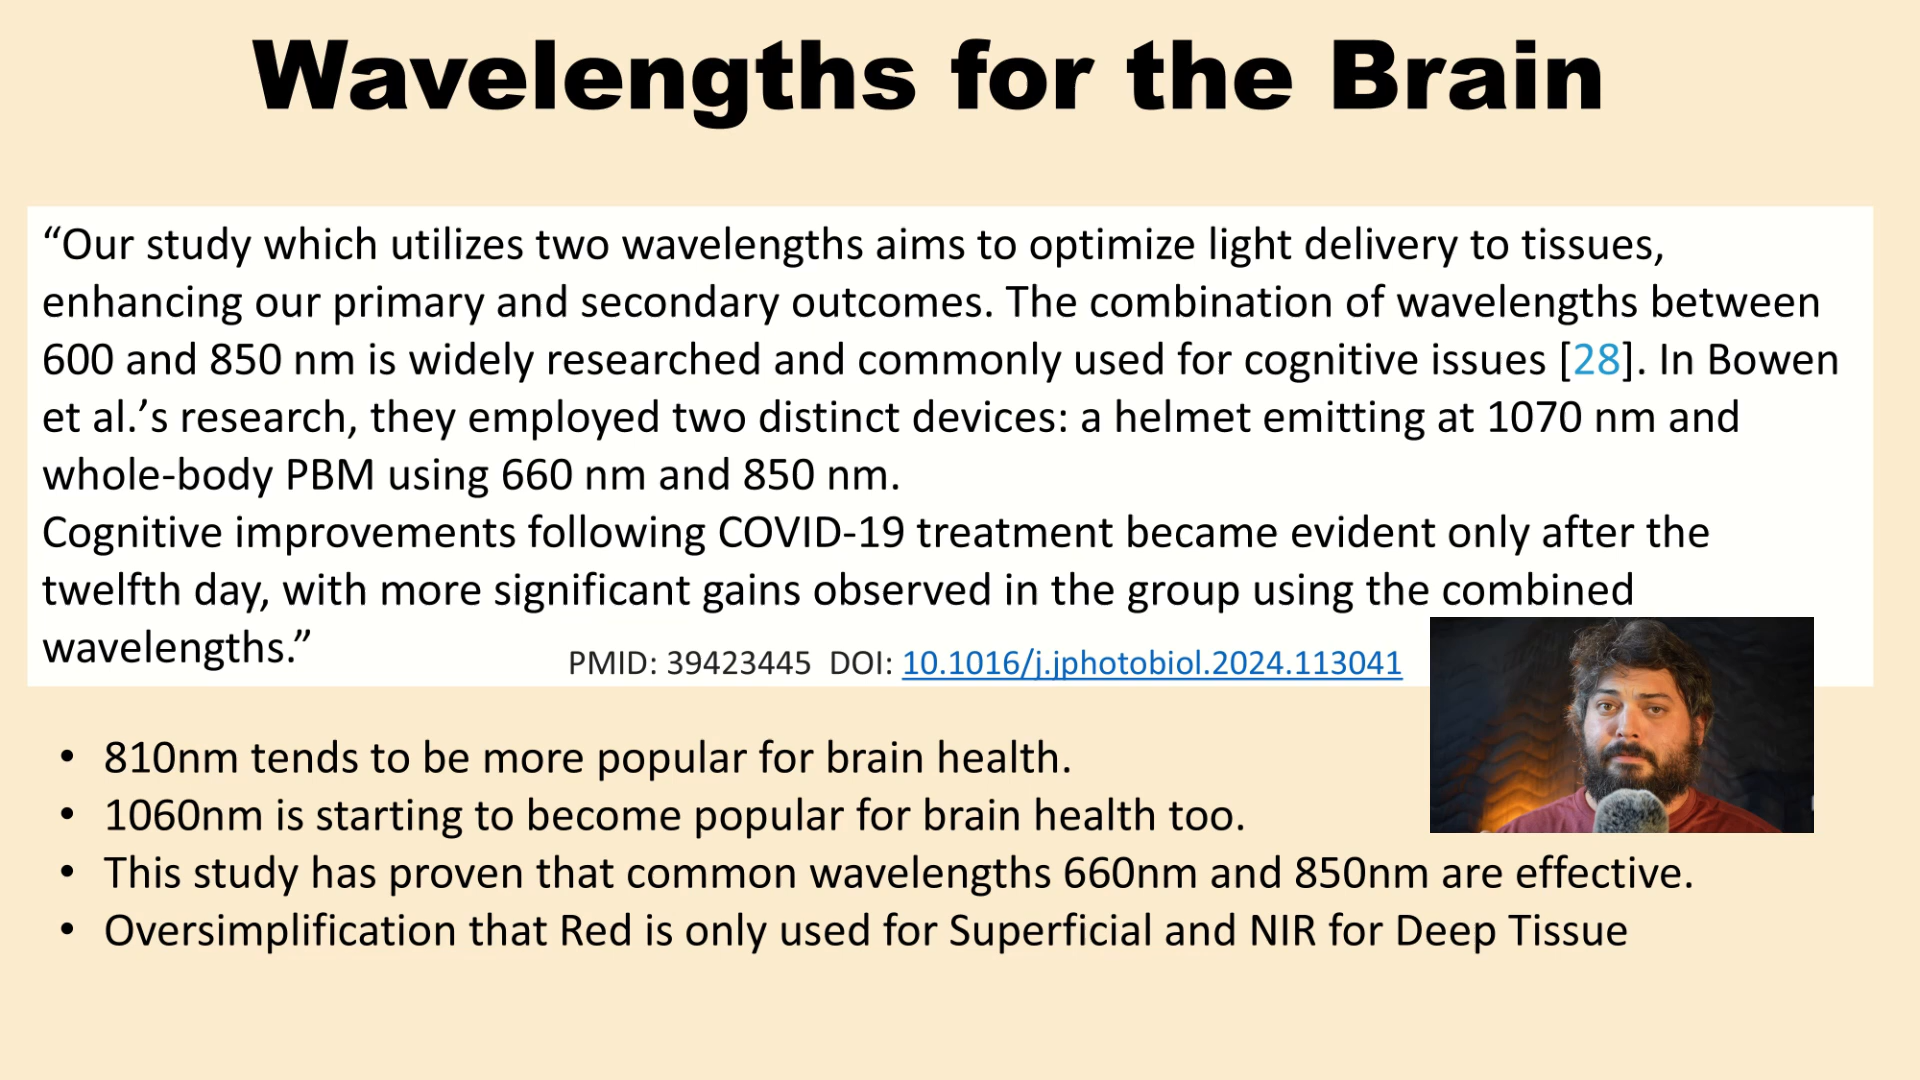 Wavelengths for the Brain
“Our study which utilizes two wavelengths aims to optimize light delivery to tissues,
enhancing our primary and secondary outcomes. The combination of wavelengths between
600 and 850 nm is widely researched and commonly used for cognitive issues [28]. In Bowen
et al.’s research, they employed two distinct devices: a helmet emitting at 1070 nm and
whole-body PBM using 660 nm and 850 nm.
Cognitive improvements following COVID-19 treatment became evident only after the
twelfth day, with more significant gains observed in the group using the combined
wavelengths.”
PMID: 39423445 DOI: 10.1016/j.jphotobiol.2024.113041
• 810nm tends to be more popular for brain health.
• 1060nm is starting to become popular for brain health too.
• This study has proven that common wavelengths 660nm and 850nm are effective.
• Oversimplification that Red is only used for Superficial and NIR for Deep Tissue